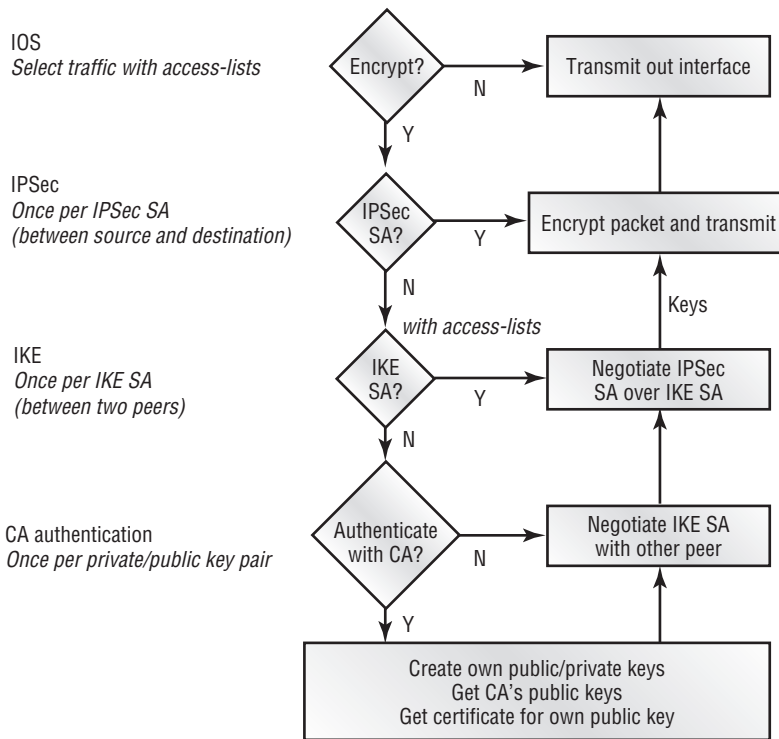 IOS
Select traffic with access-lists
Encrypt?
N
Transmit out interface
Y
IPSec
Once per IPSec SA
(between source and destination)
IPSec
SA?
Y
Encrypt packet and transmit
N
Keys
with access-lists
IKE
Once per IKE SA
(between two peers)
IKE
SA?
Y
Negotiate IPSec
SA over IKE SA
N
CA authentication
Once per private/public key pair
Authenticate
with CA?
N
Negotiate IKE SA
with other peer
Y
Create own public/private keys
Get CA's public keys
Get certificate for own public key